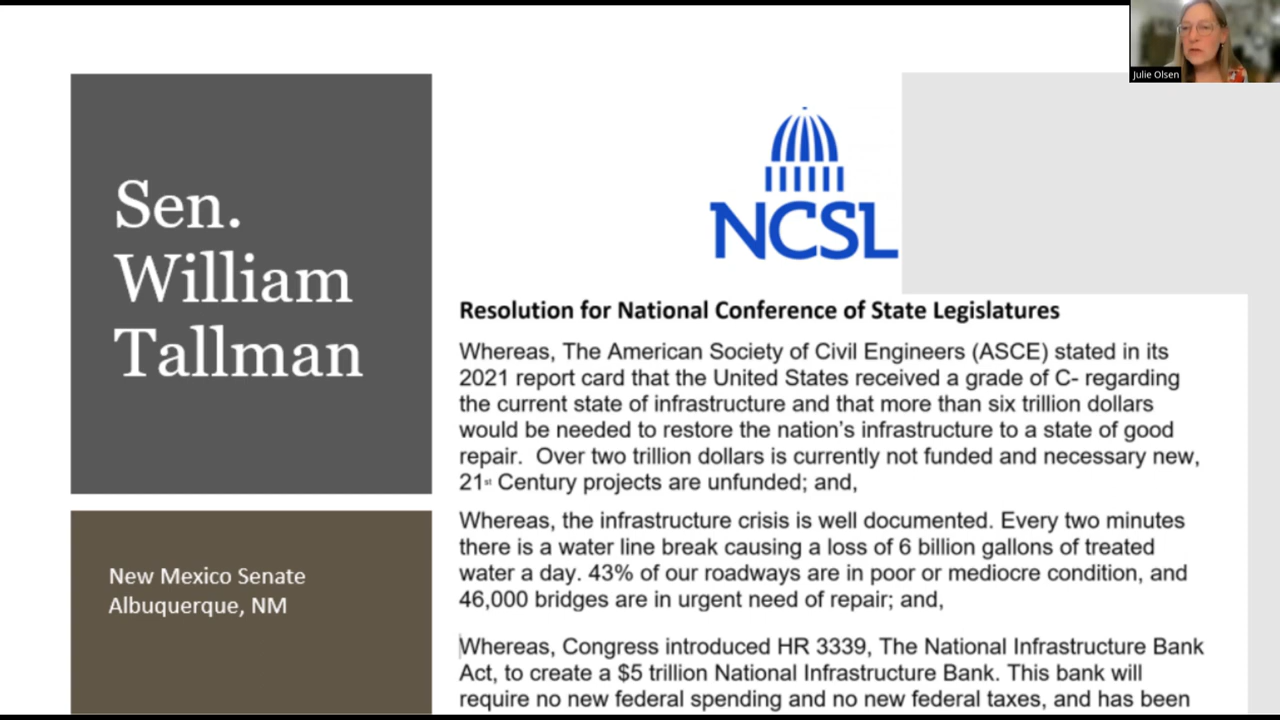 Julie Olsen
Sen.
William
Tallman
New Mexico Senate
Albuquerque, NM
NCSL
Resolution for National Conference of State Legislatures
Whereas, The American Society of Civil Engineers (ASCE) stated in its
2021 report card that the United States received a grade of C- regarding
the current state of infrastructure and that more than six trillion dollars
would be needed to restore the nation's infrastructure to a state of good
repair.  Over two trillion dollars is currently not funded and necessary new,
21st Century projects are unfunded; and,
Whereas, the infrastructure crisis is well documented. Every two minutes
there is a water line break causing a loss of 6 billion gallons of treated
water a day. 43% of our roadways are in poor or mediocre condition, and
46,000 bridges are in urgent need of repair; and,
Whereas, Congress introduced HR 3339, The National Infrastructure Bank
Act, to create a $5 trillion National Infrastructure Bank. This bank will
require no new federal spending and no new federal taxes, and has been